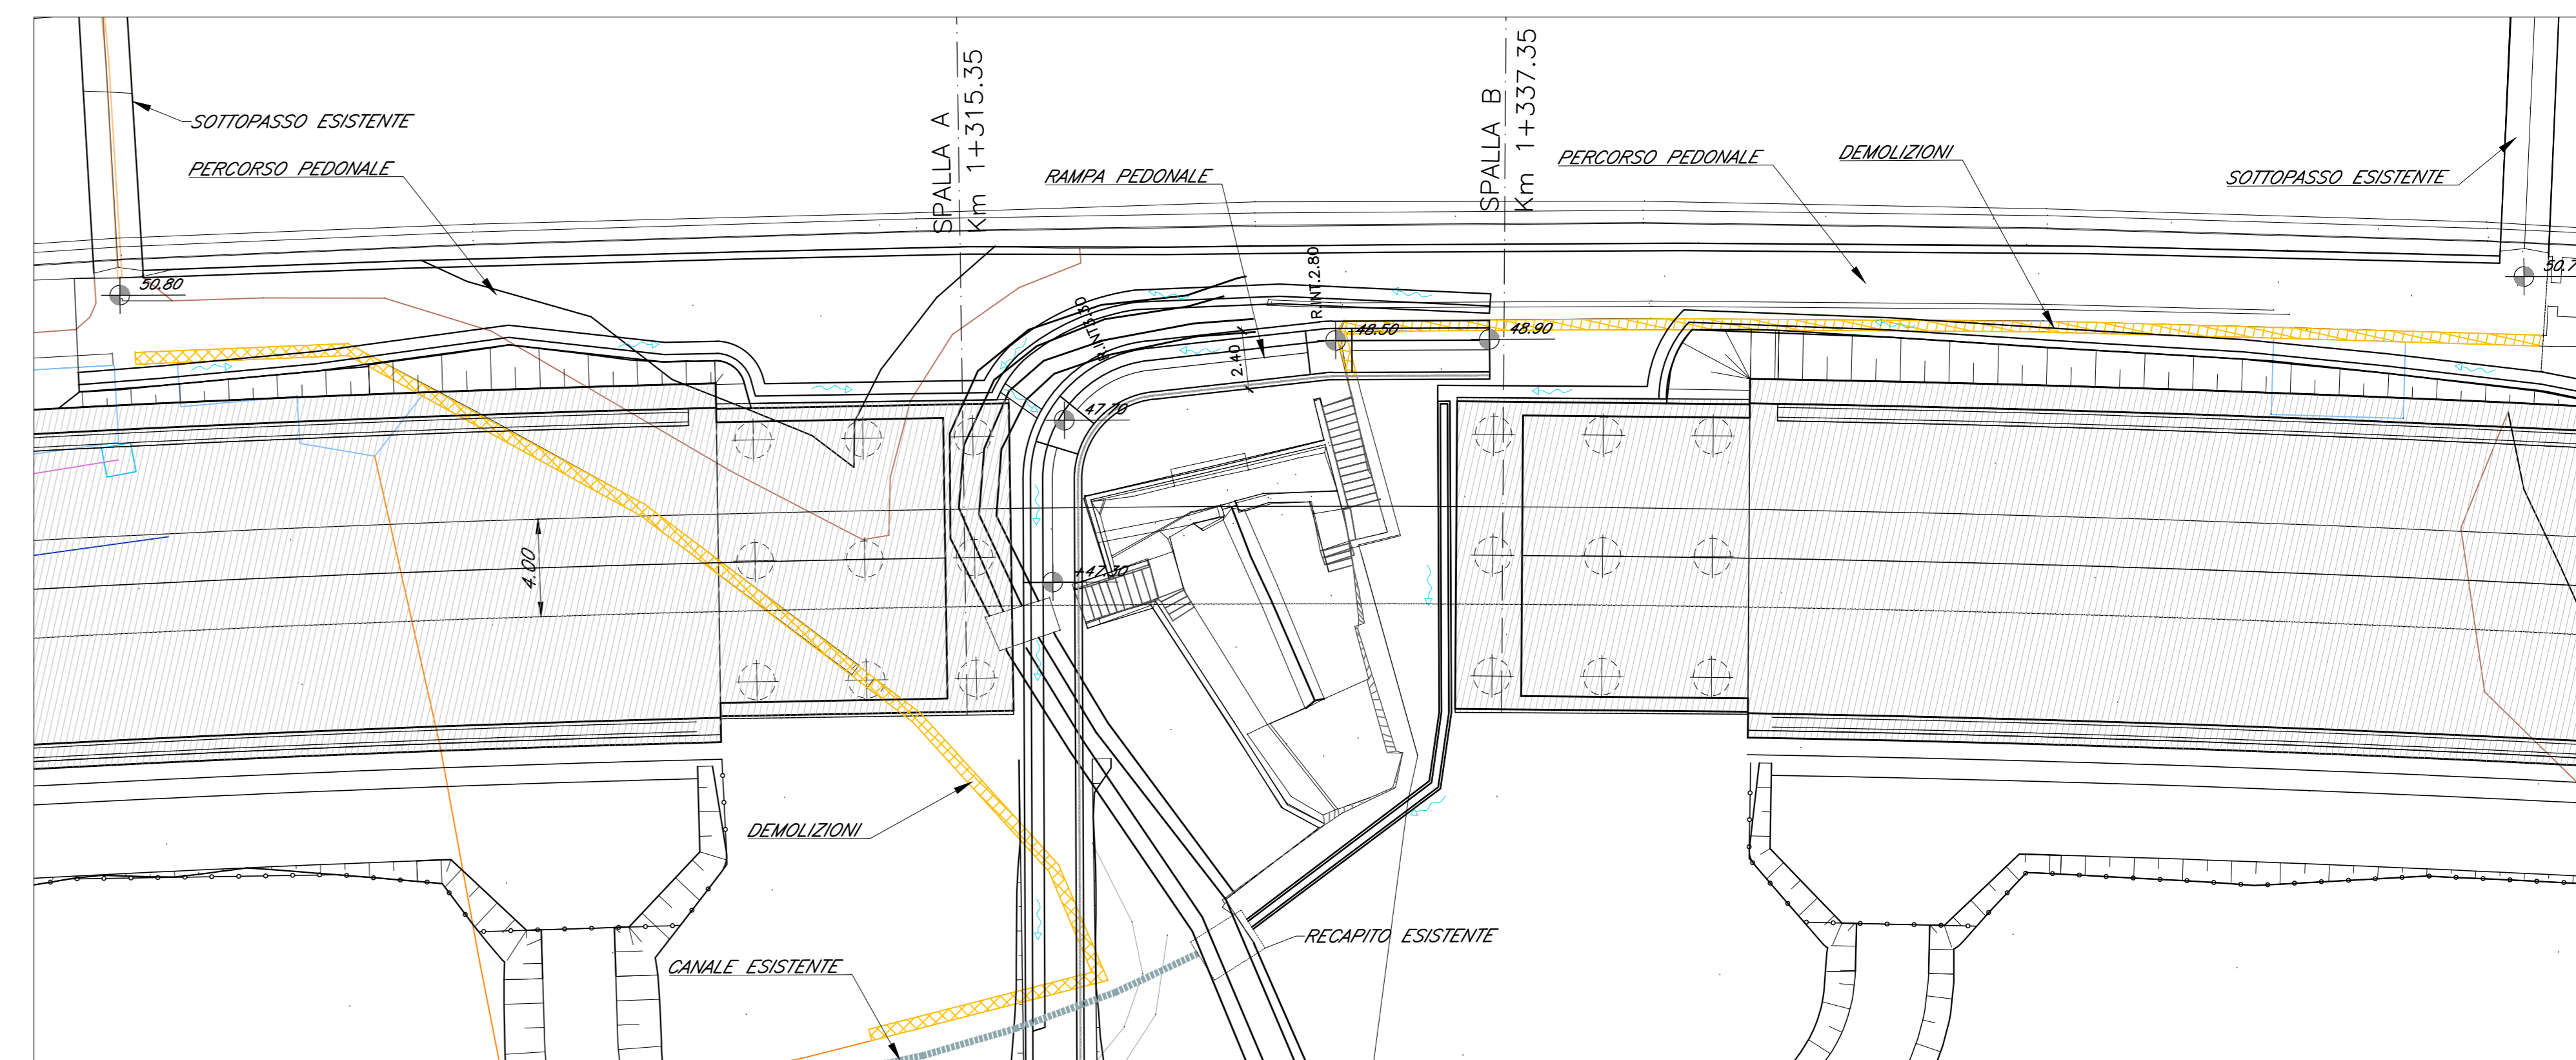 SOTTOPASSO ESISTENTE
PERCORSO PEDONALE
SPALLA A
Km 1+315.35
RAMPA PEDONALE
SPALLA B
Km 1+337.35
PERCORSO PEDONALE
DEMOLIZIONI
SOTTOPASSO ESISTENTE
50.80
R.INT.2.80
48.50
48.90
50.7
2.40
47.70
+47.30
4.00
DEMOLIZIONI
RECAPITO ESISTENTE
CANALE ESISTENTE